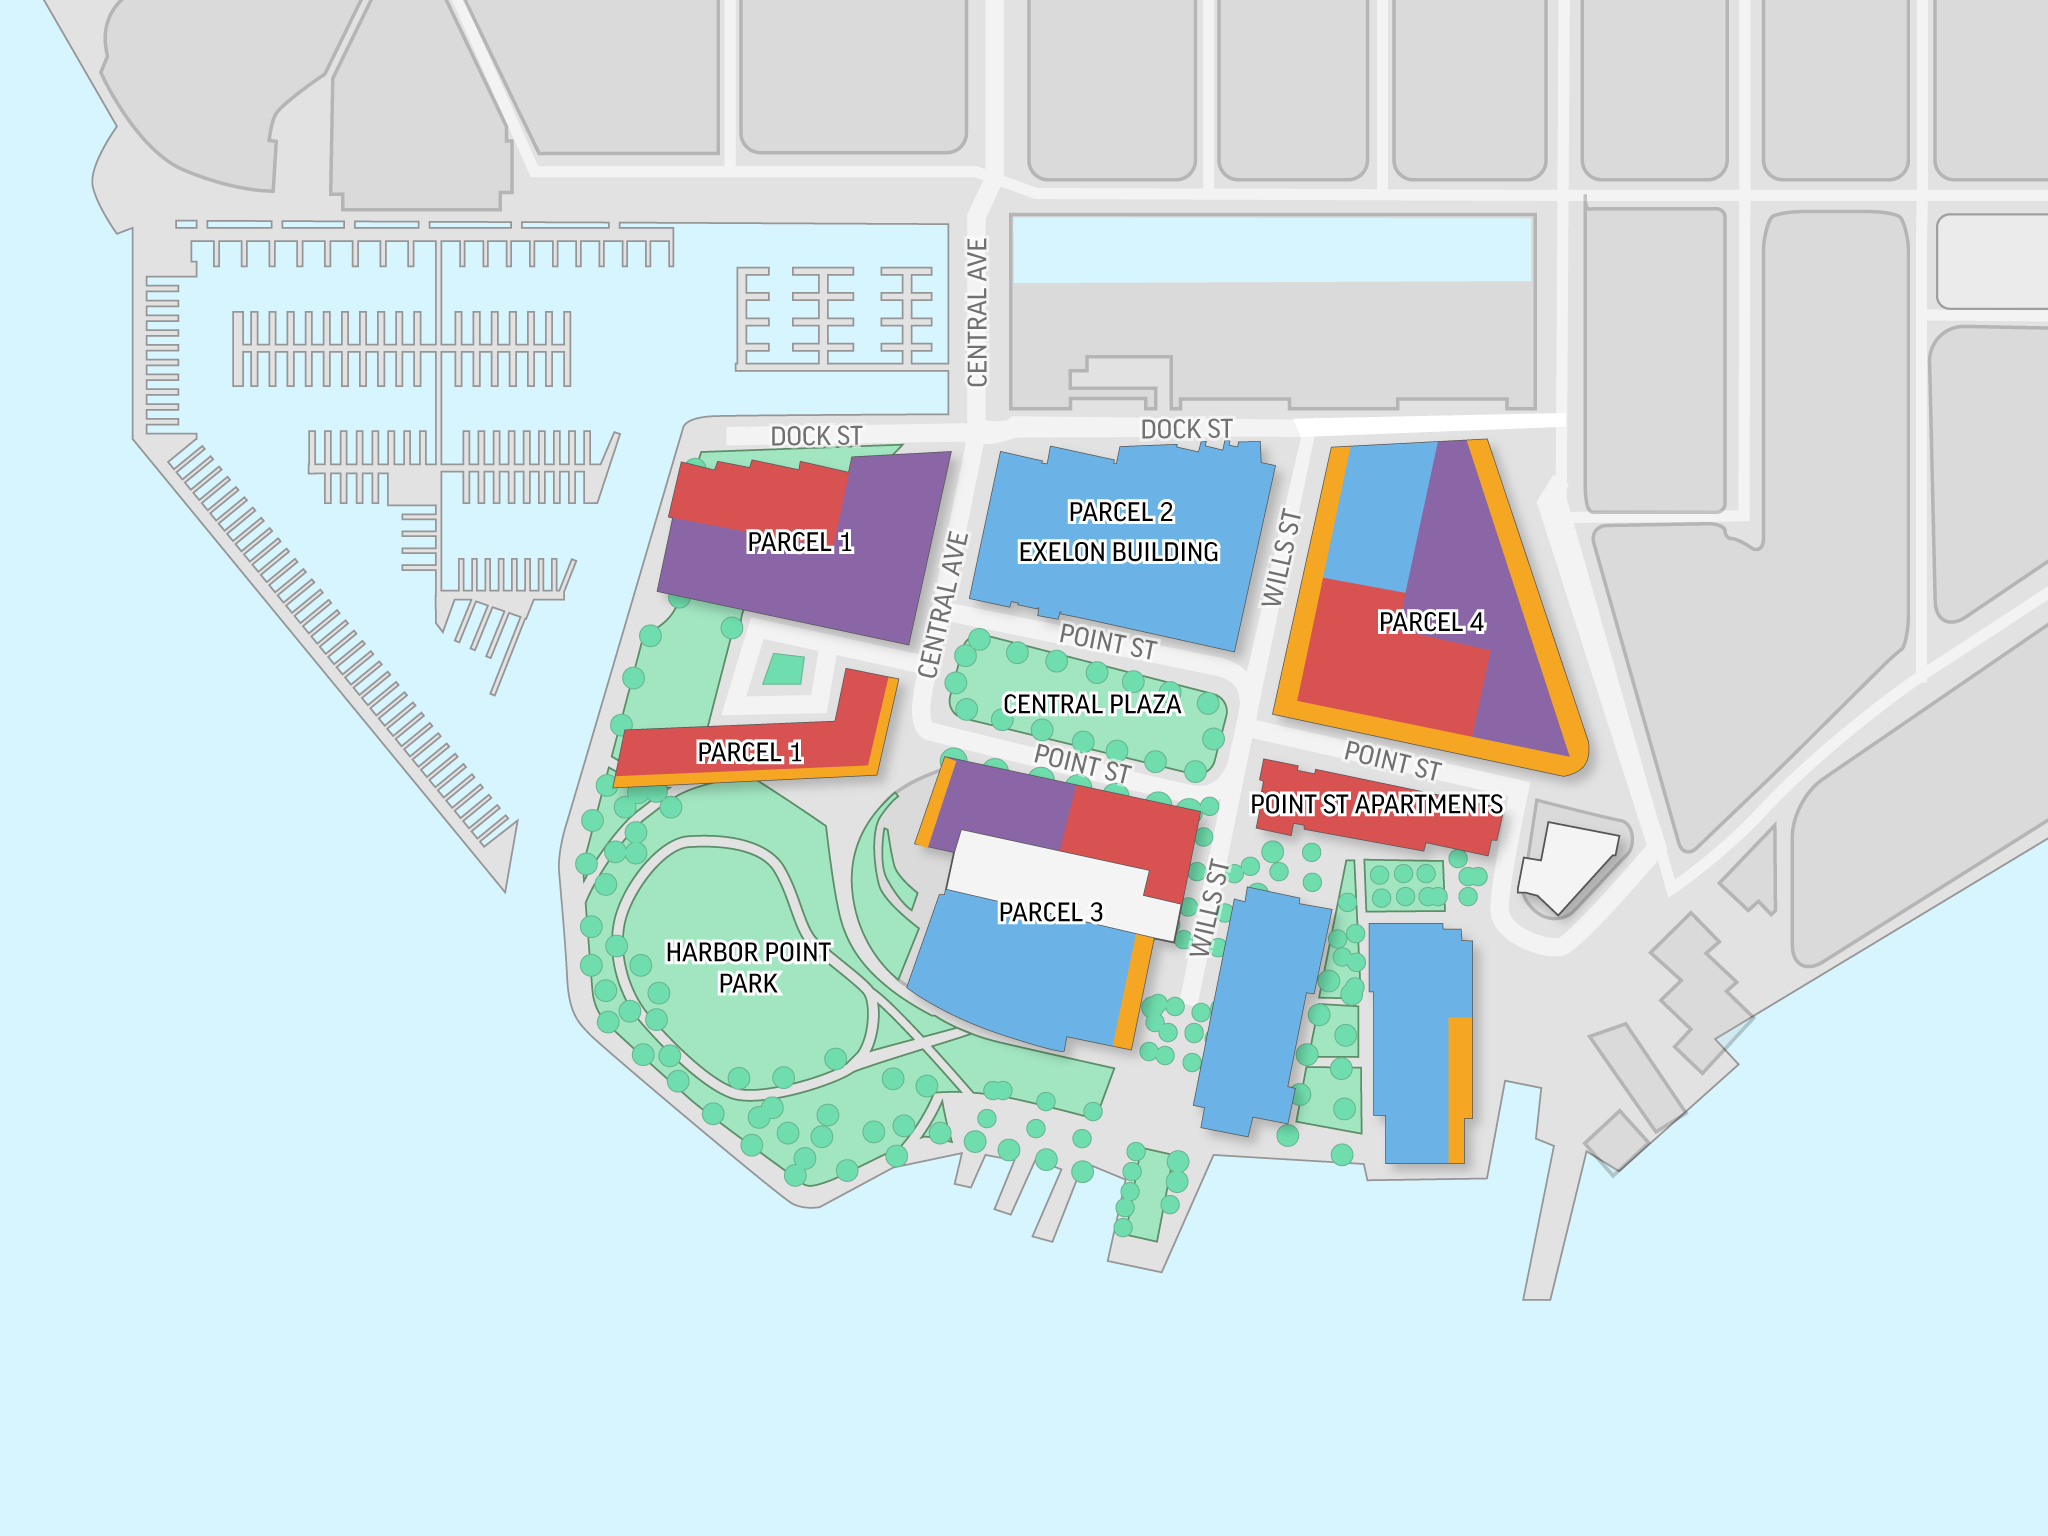 CENTRAL AVE
DOCK ST
DOCK ST
PARCEL 1
PARCEL 2
EXELON BUILDING
WILLS ST
CENTRAL AVE
POINT ST
PARCEL 4
CENTRAL PLAZA
PARCEL 1
POINT ST
POINT ST
POINT ST APARTMENTS
PARCEL 3
WILLS ST
HARBOR POINT
PARK